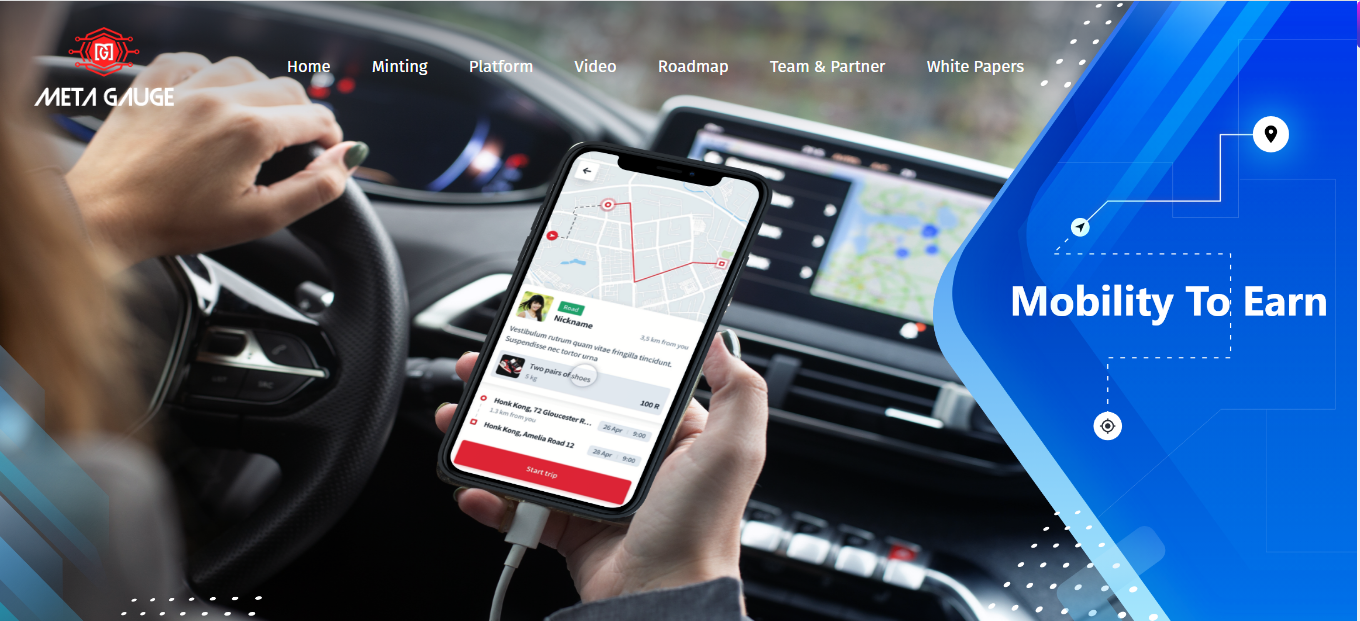 META GAUGE
Home
Minting
Platform
Video
Roadmap
Team & Partner
White Papers
Read
Nickname
3,5 km from you
Vestibulum rutrum quam vitae fringilla tincidunt.
Suspendisse nec tortor urna
Two pairs of shoes
5 kg
100 R
Honk Kong, 72 Gloucester R...
26 Apr 9:00
1.3 km from you
Honk Kong, Amelia Road 12
28 Apr 9:00
Start trip
Mobility To Earn